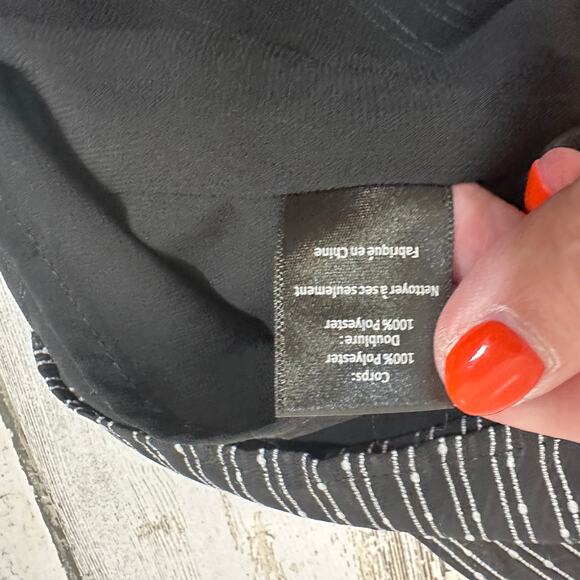 Corps:
100% Polyester
Doublure:
100% Polyester
Nettoyer à sec seulement
Fabriqué en Chine